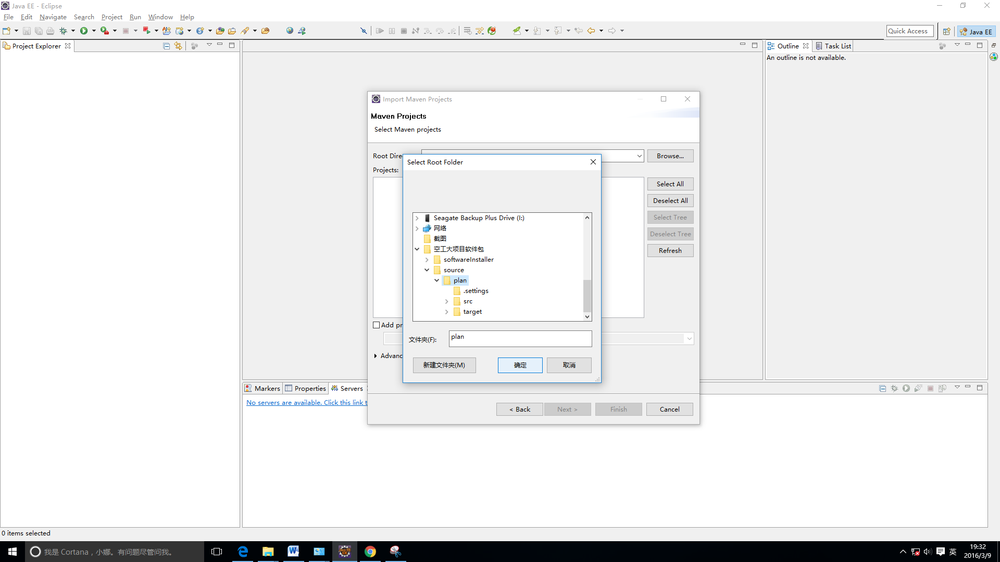 Java EE - Eclipse
File Edit Navigate Search Project Run Window Help
Quick Access
Java EE
Project Explorer
Outline Task List
An outline is not available.
Import Maven Projects
Maven Projects
Select Maven projects
Root Dire
Browse...
Projects:
Select All
Deselect All
Select Tree
Deselect Tree
Refresh
Select Root Folder
Seagate Backup Plus Drive (I:)
网络
截图
空工大项目软件包
softwareInstaller
source
plan
.settings
src
target
文件夹(F):
plan
新建文件夹(M)
确定
取消
Add pr
Advanc
< Back
Next >
Finish
Cancel
Markers Properties Servers
No servers are available. Click this link t
0 items selected
我是 Cortana，小娜。有问题尽管问我。
英
19:32
2016/3/9